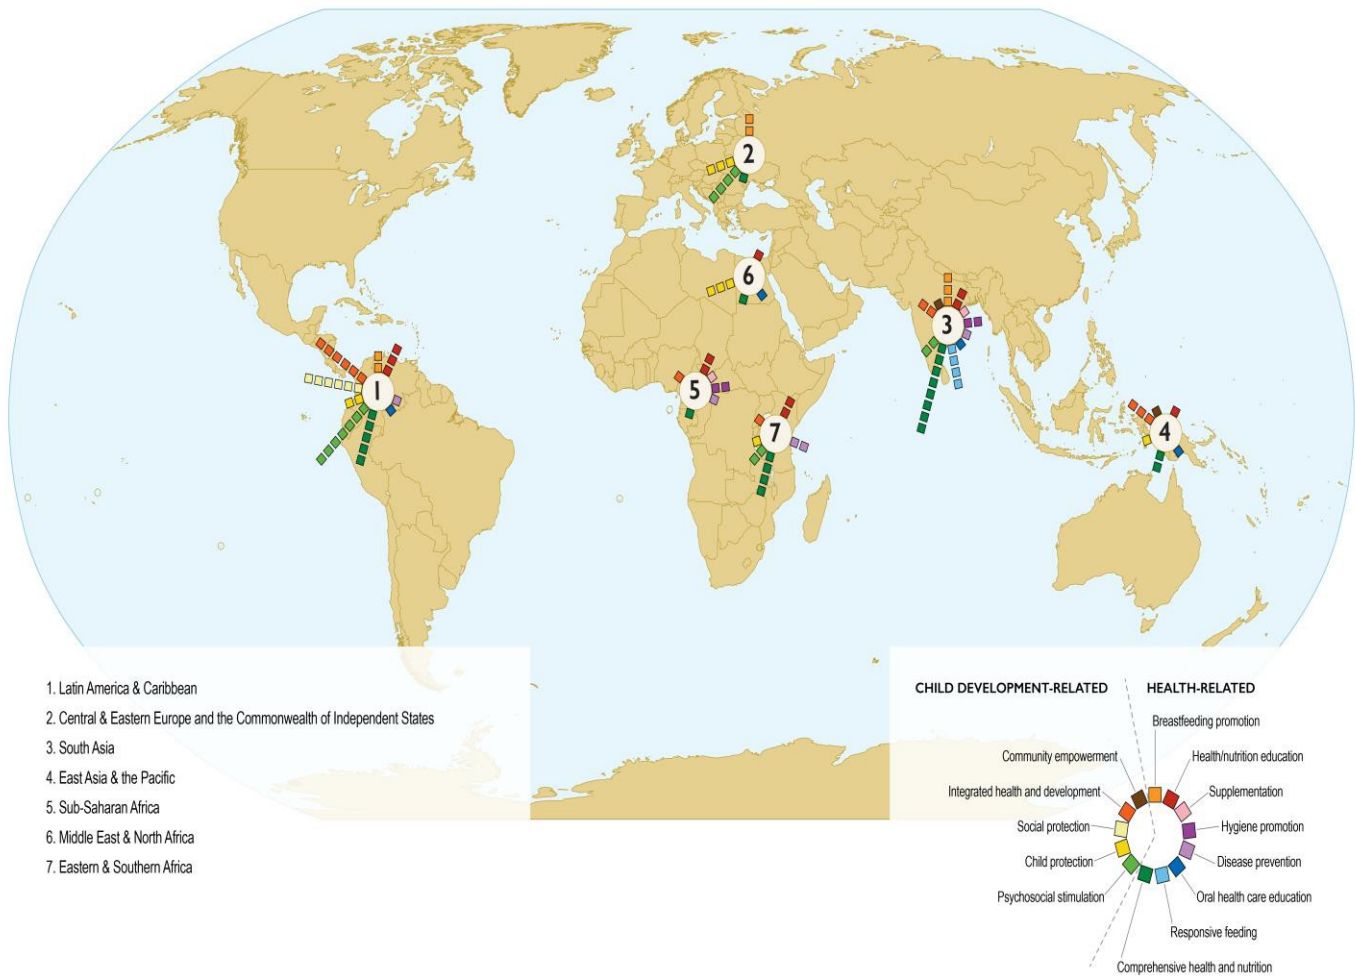 2
6
3
1
5
7
4
1. Latin America & Caribbean
2. Central & Eastern Europe and the Commonwealth of Independent States
3. South Asia
4. East Asia & the Pacific
5. Sub-Saharan Africa
6. Middle East & North Africa
7. Eastern & Southern Africa
CHILD DEVELOPMENT-RELATED
HEALTH-RELATED
Breastfeeding promotion
Community empowerment
Health/nutrition education
Integrated health and development
Supplementation
Social protection
Hygiene promotion
Child protection
Disease prevention
Psychosocial stimulation
Oral health care education
Responsive feeding
Comprehensive health and nutrition